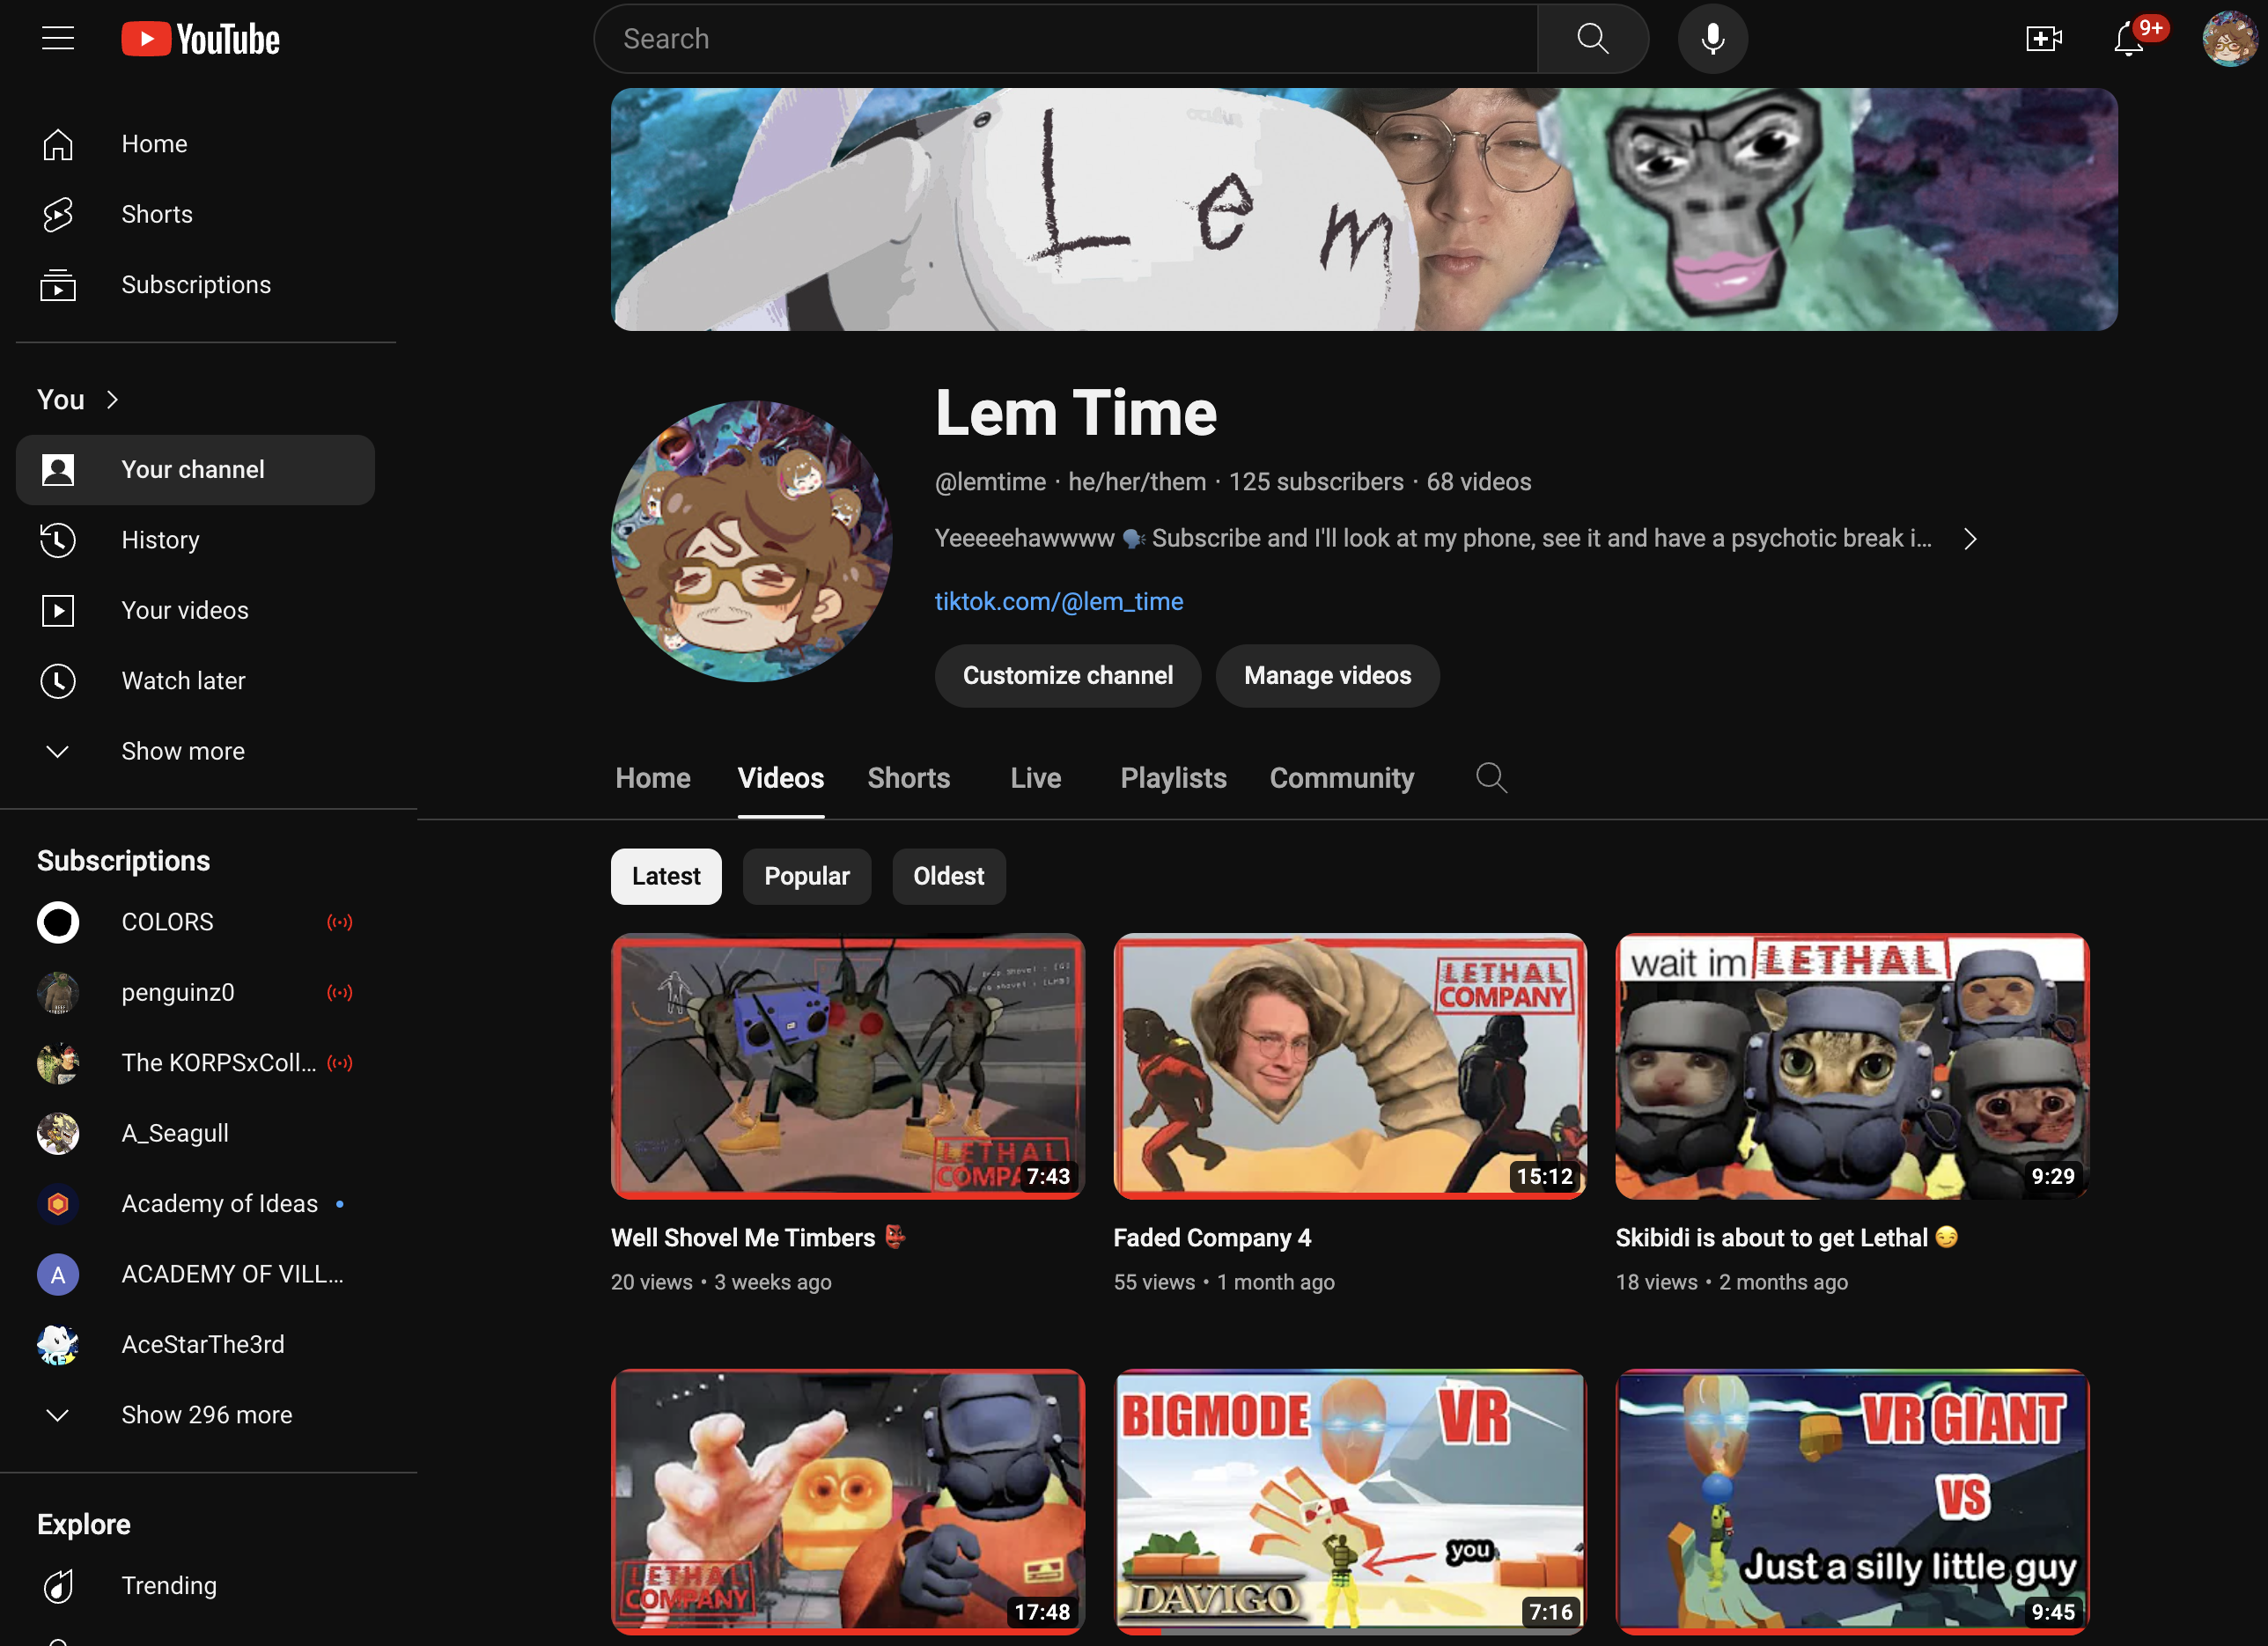 YouTube
Search
9+
Home
Shorts
Subscriptions
You
Your channel
History
Your videos
Watch later
Show more
Subscriptions
COLORS
penguinz0
The KORPSxColl...
A_Seagull
Academy of Ideas
A
ACADEMY OF VILL...
AceStarThe3rd
Show 296 more
Explore
Trending
oculus
Lem
Lem Time
@lemtime · he/her/them · 125 subscribers · 68 videos
Yeeeeehawwww 🗣 Subscribe and I'll look at my phone, see it and have a psychotic break i...
tiktok.com/@lem_time
Customize channel
Manage videos
Home
Videos
Shorts
Live
Playlists
Community
Latest
Popular
Oldest
LETHAL
COMPA
7:43
Well Shovel Me Timbers 👺
20 views • 3 weeks ago
LETHAL
COMPANY
15:12
Faded Company 4
55 views • 1 month ago
wait im LETHAL
9:29
Skibidi is about to get Lethal 😏
18 views • 2 months ago
LETHAL
COMPANY
17:48
BIGMODE VR
you
DAVIGO
7:16
VR GIANT
VS
Just a silly little guy
9:45